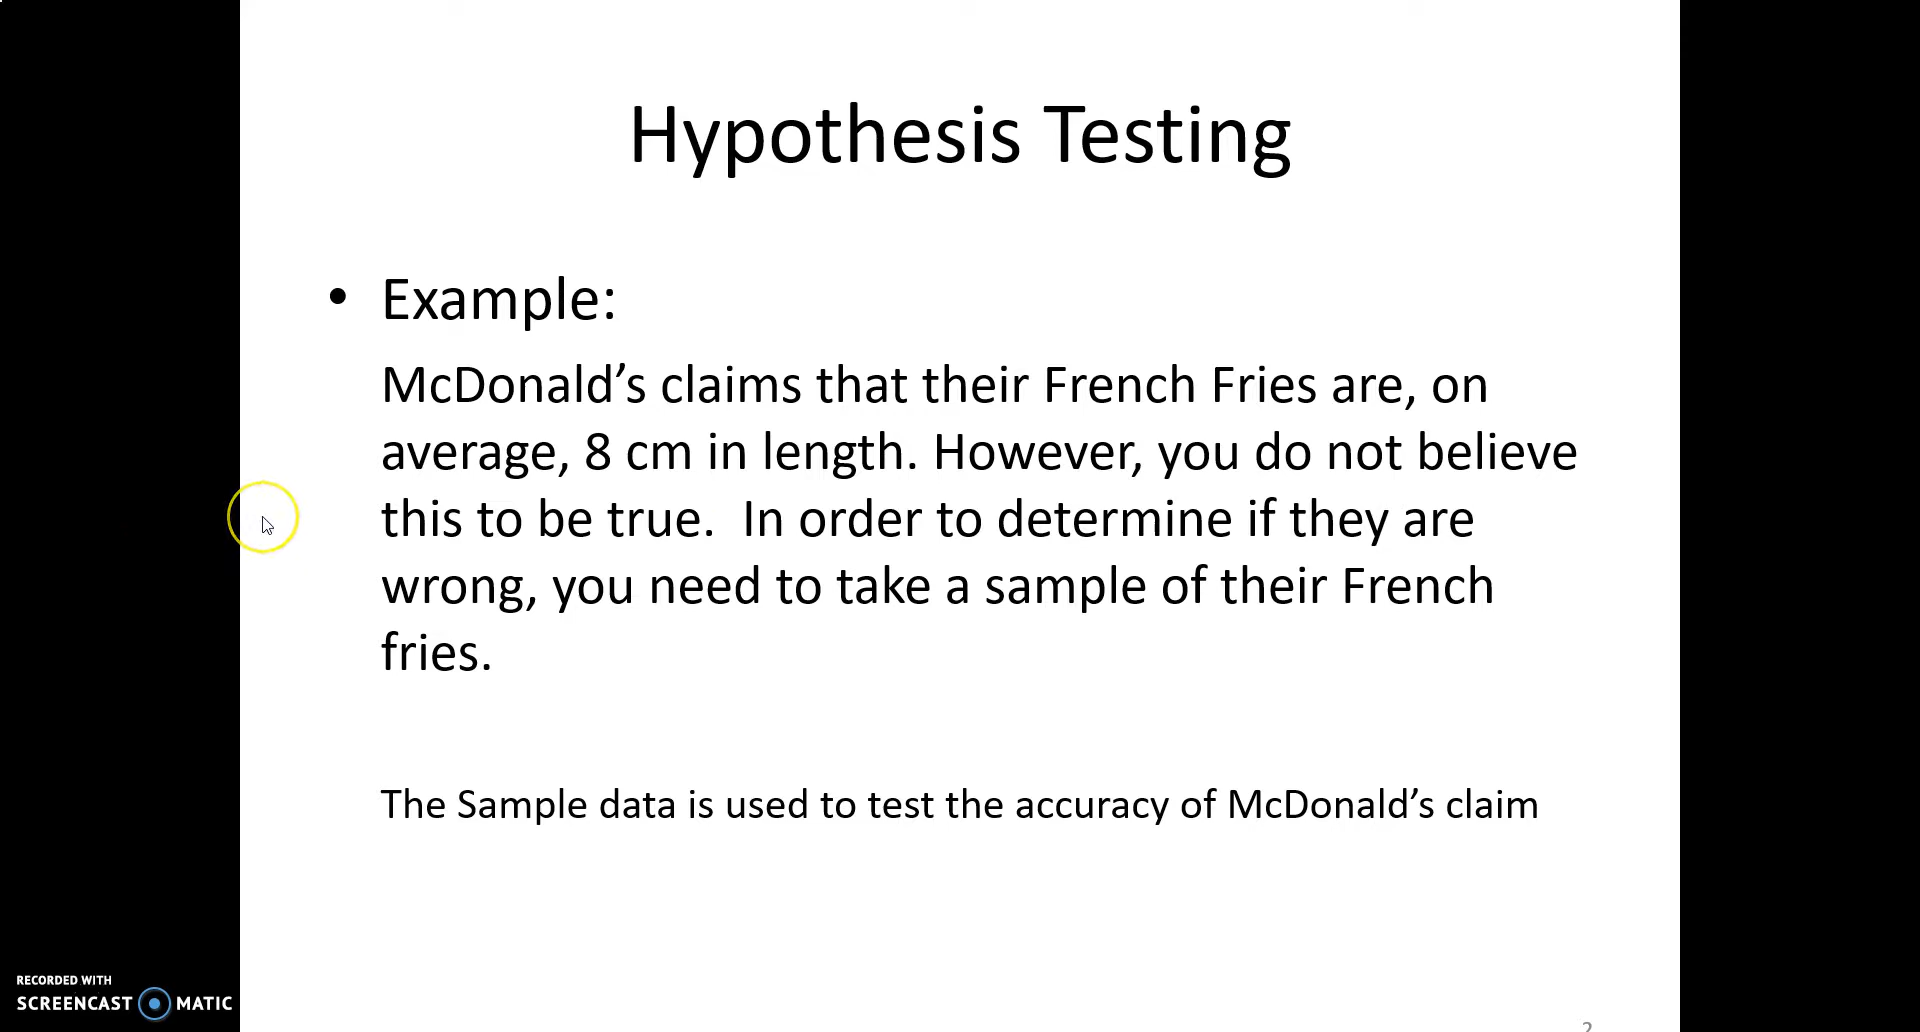 Hypothesis Testing
• Example:
McDonald’s claims that their French Fries are, on
average, 8 cm in length. However, you do not believe
this to be true.  In order to determine if they are
wrong, you need to take a sample of their French
fries.
The Sample data is used to test the accuracy of McDonald’s claim
RECORDED WITH
SCREENCAST MATIC
2